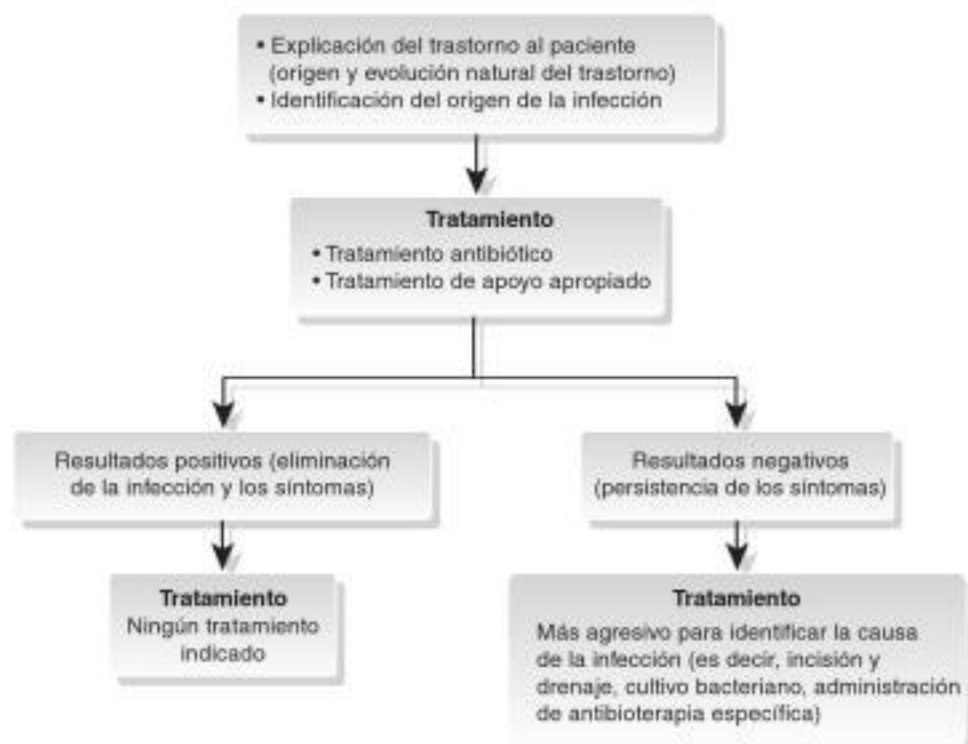 • Explicación del trastorno al paciente
(origen y evolución natural del trastorno)
• Identificación del origen de la infección
Tratamiento
• Tratamiento antibiótico
• Tratamiento de apoyo apropiado
Resultados positivos (eliminación
de la infección y los síntomas)
Resultados negativos
(persistencia de los síntomas)
Tratamiento
Ningún tratamiento
indicado
Tratamiento
Más agresivo para identificar la causa
de la infección (es decir, incisión y
drenaje, cultivo bacteriano, administración
de antibioterapia específica)